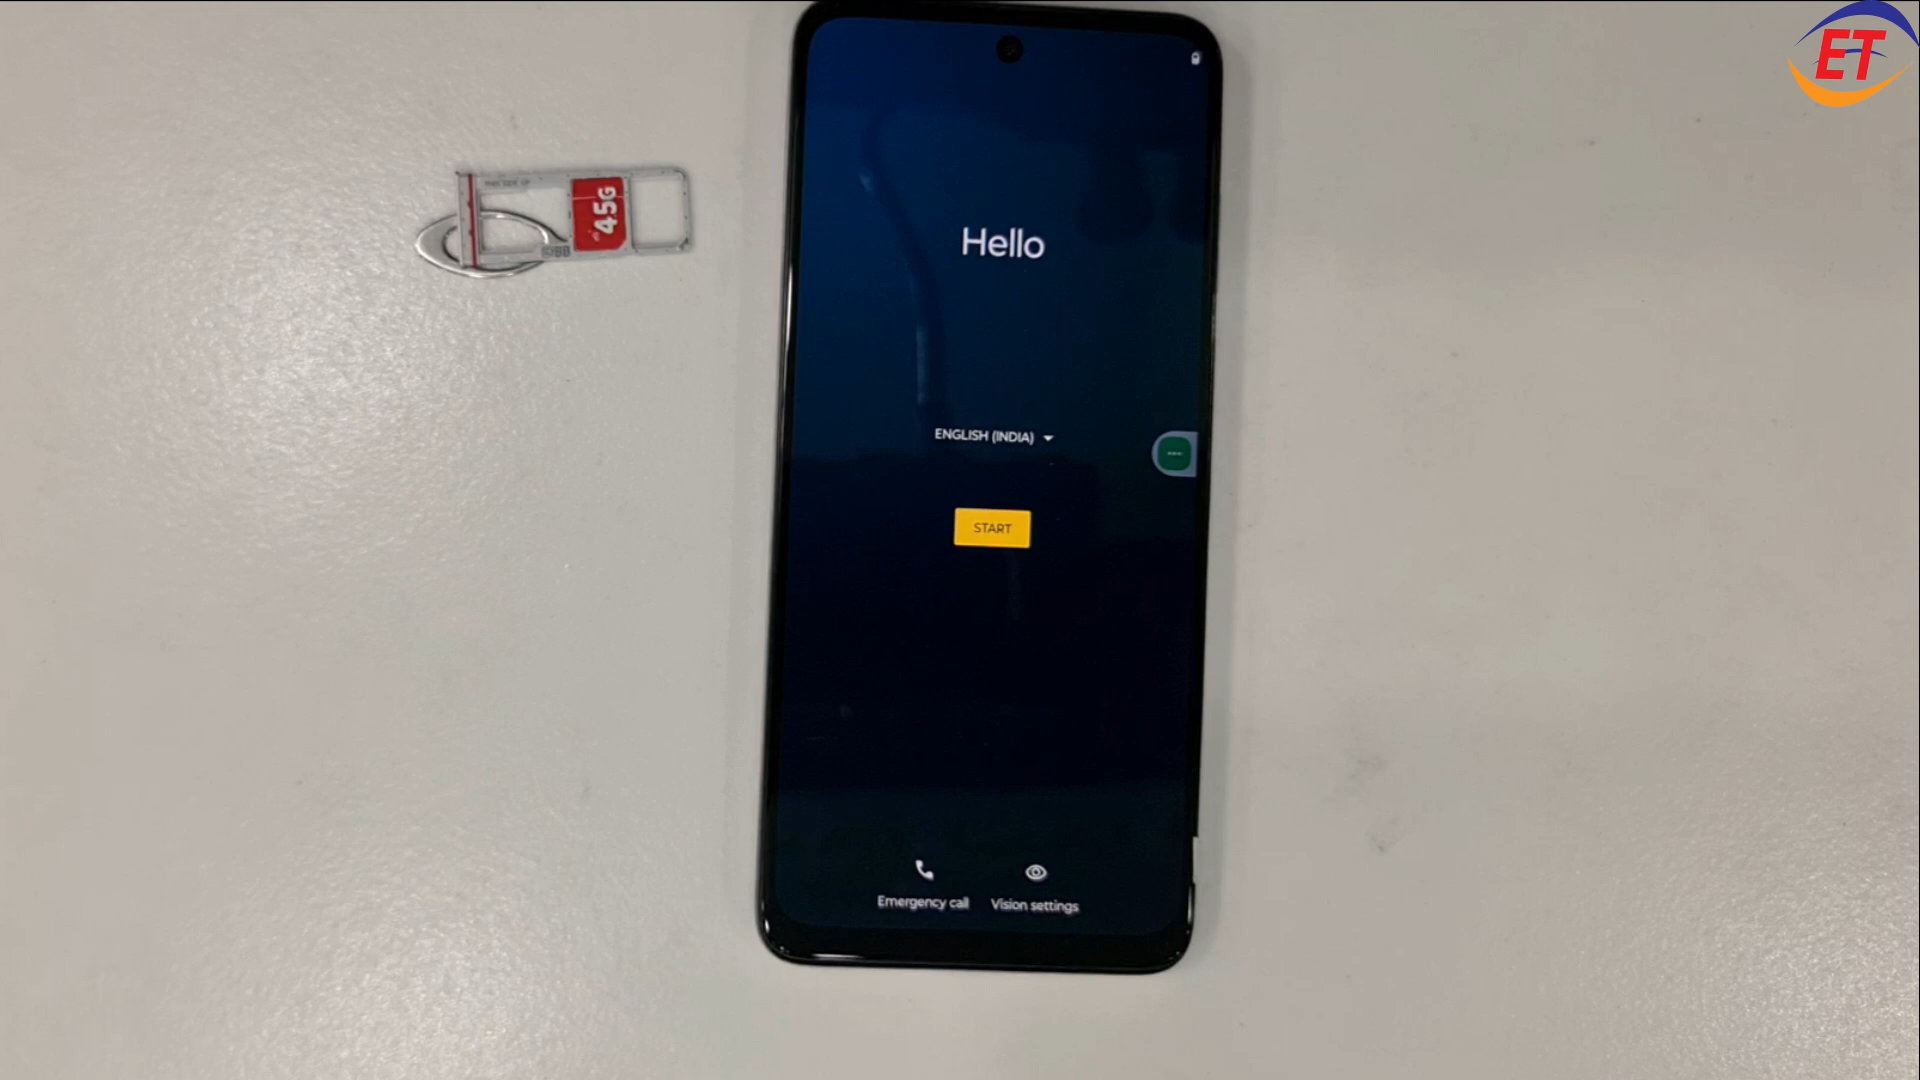 ET
4.5G
Hello
ENGLISH (INDIA)
START
Emergency call
Vision settings